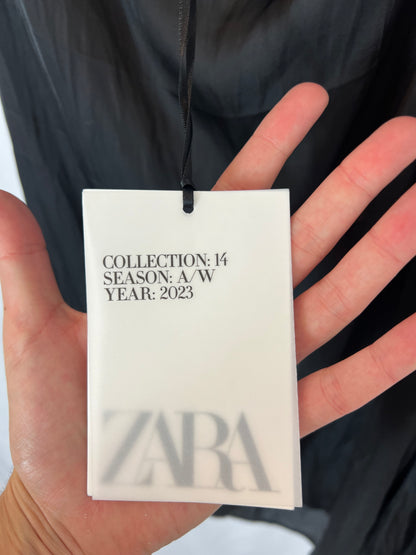 COLLECTION: 14
SEASON: A/W
YEAR: 2023
ZARA